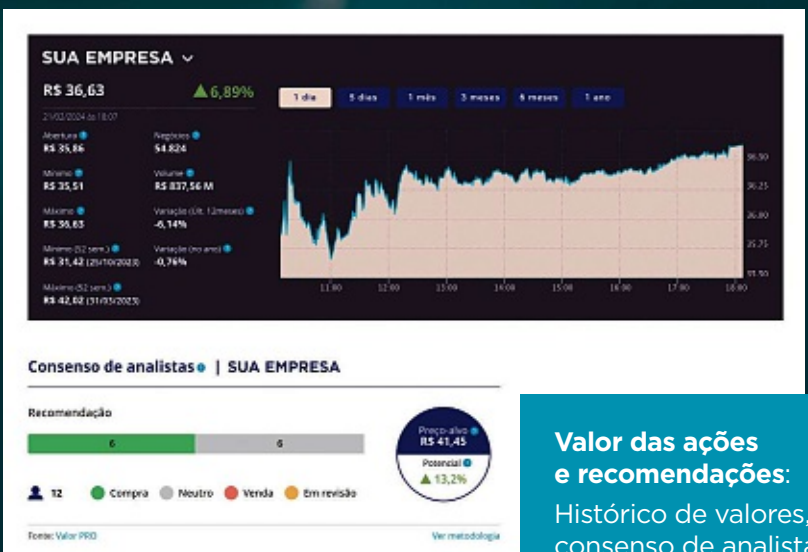 SUA EMPRESA
R$ 36,63 ▲6,89%
1 dia 5 dias 1 mês 3 meses 6 meses 1 ano
21/02/2024 às 18:07
Abertura
R$ 35,86
Negócios
54.824
Mínimo
R$ 35,51
Volume
R$ 837,56 M
Máximo
R$ 36,63
Variação (Últ. 12meses)
-6,14%
Mínimo (52 sem.)
R$ 31,42 (25/10/2023)
Variação (no ano)
-0,76%
Máximo (52 sem.)
R$ 42,02 (31/03/2023)
36.50
36.25
36.00
35.75
35.50
11:00 12:00 13:00 14:00 15:00 16:00 17:00 18:00
Consenso de analistas | SUA EMPRESA
Recomendação
6 6
12 Compra Neutro Venda Em revisão
Preço-alvo
R$ 41,45
Potencial
▲ 13,2%
Fonte: Valor PRO
Ver metodologia
Valor das ações
e recomendações:
Histórico de valores,
consenso de analista